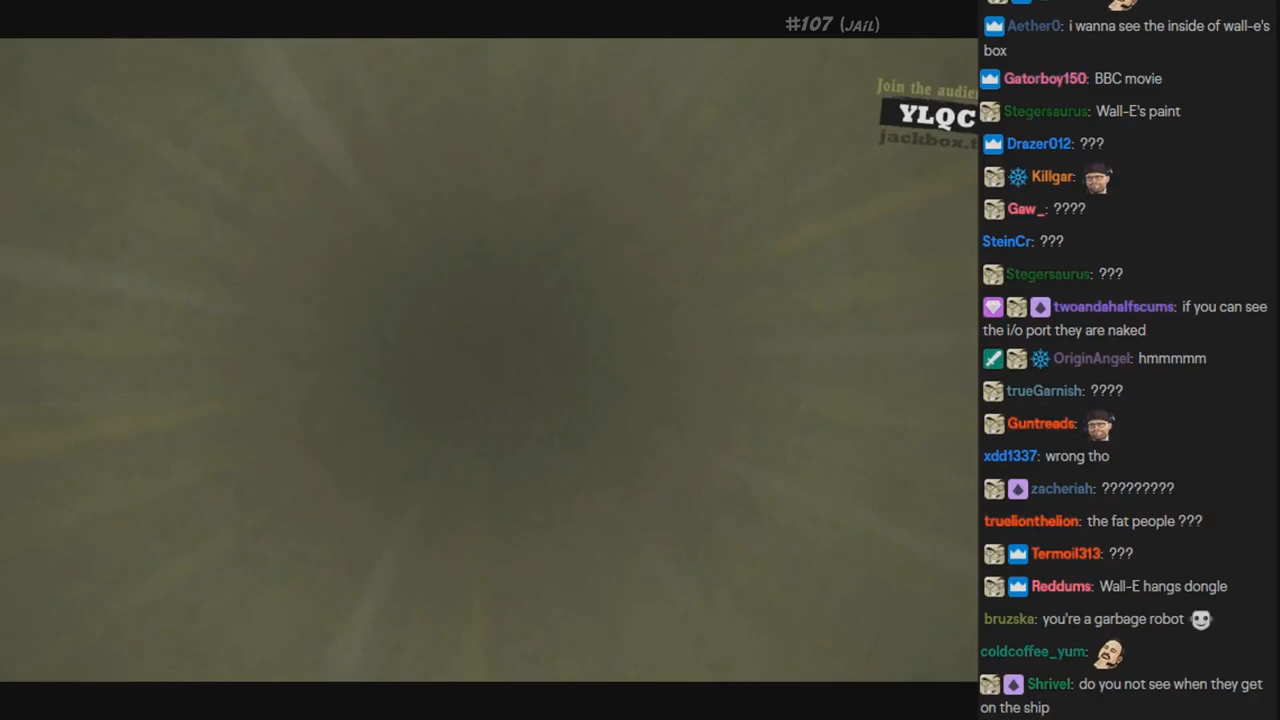 #107 (JAIL)
Join the audie
YLQC
jackbox.t
Aether0: i wanna see the inside of wall-e's
box
Gatorboy150: BBC movie
Stegersaurus: Wall-E's paint
Drazer012: ???
Killgar:
Gaw_: ????
SteinCr: ???
Stegersaurus: ???
twoandahalfscums: if you can see
the i/o port they are naked
OriginAngel: hmmmmm
trueGarnish: ????
Guntreads:
xdd1337: wrong tho
zacheriah: ?????????
truelionthelion: the fat people ???
Termoil313: ???
Reddums: Wall-E hangs dongle
bruzska: you're a garbage robot
coldcoffee_yum:
Shrivel: do you not see when they get
on the ship